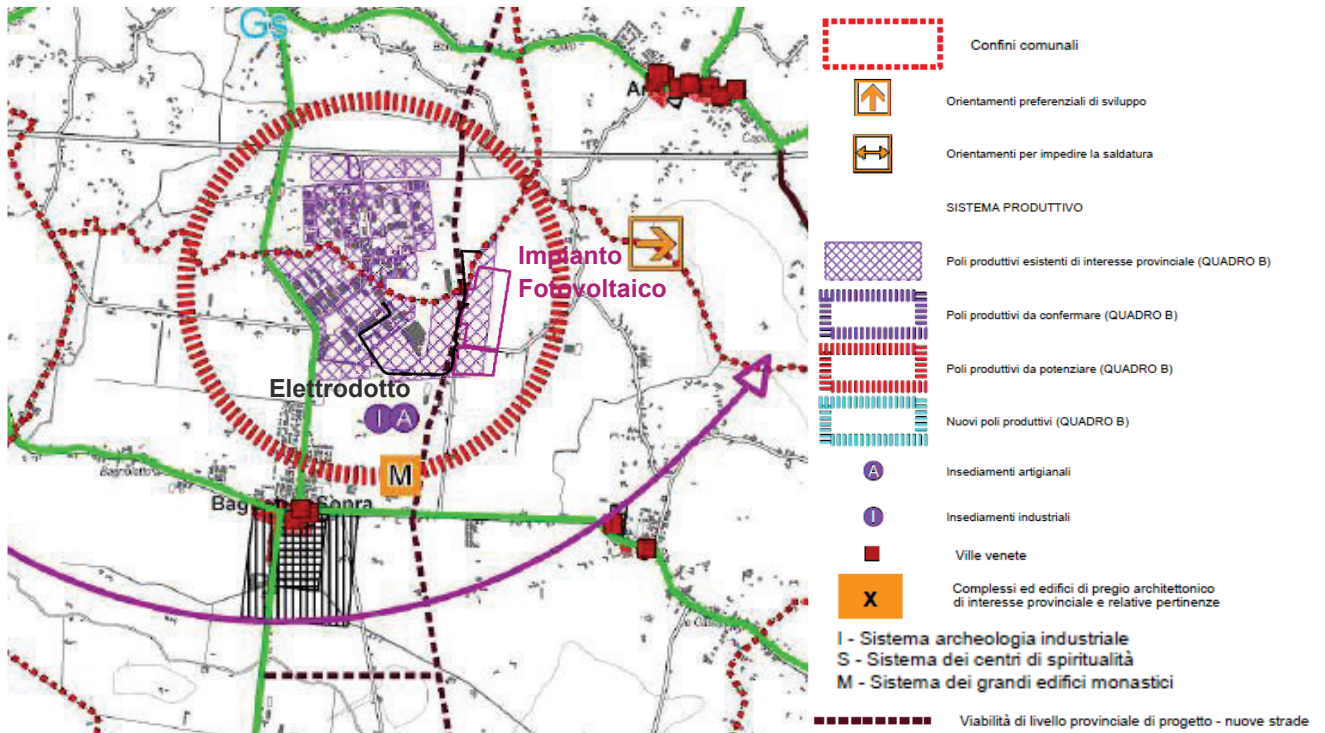 Gs
Impianto
Fotovoltaico
Elettrodotto
I A
M
Bagnoletto
Sopra
Confini comunali
Orientamenti preferenziali di sviluppo
Orientamenti per impedire la saldatura
SISTEMA PRODUTTIVO
Poli produttivi esistenti di interesse provinciale (QUADRO B)
Poli produttivi da confermare (QUADRO B)
Poli produttivi da potenziare (QUADRO B)
Nuovi poli produttivi (QUADRO B)
A Insediamenti artigianali
I Insediamenti industriali
Ville venete
X Complessi ed edifici di pregio architettonico
di interesse provinciale e relative pertinenze
I - Sistema archeologia industriale
S - Sistema dei centri di spiritualità
M - Sistema dei grandi edifici monastici
Viabilità di livello provinciale di progetto - nuove strade